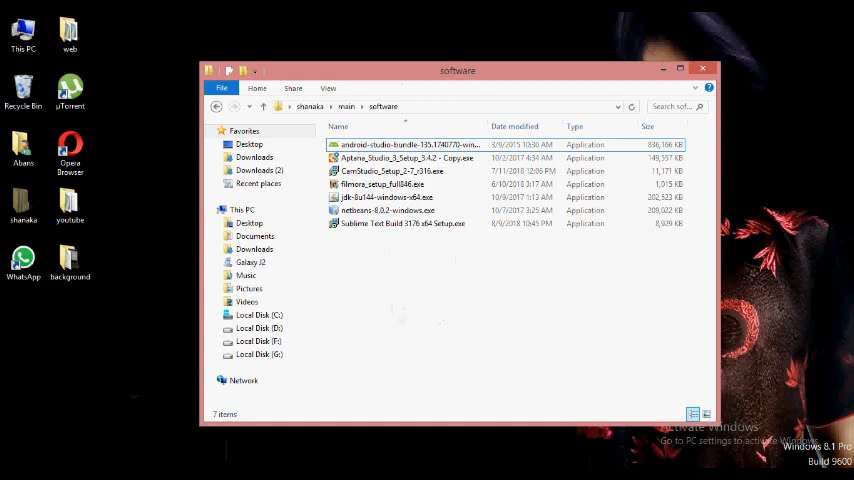 This PC
web
Recycle Bin
µTorrent
Abans
Opera
Browser
shanaka
youtube
WhatsApp
background
software
File
Home
Share
View
shanaka
main
software
Search sof...
Name
Date modified
Type
Size
android-studio-bundle-135.1740770-win...
3/9/2015 10:30 AM
Application
836,166 KB
Aptana_Studio_3_Setup_3.4.2 - Copy.exe
10/2/2017 4:34 AM
Application
149,557 KB
CamStudio_Setup_2-7_r316.exe
7/11/2018 12:06 PM
Application
11,171 KB
filmora_setup_full846.exe
6/10/2018 3:17 AM
Application
1,015 KB
jdk-8u144-windows-x64.exe
10/9/2017 1:13 AM
Application
202,523 KB
netbeans-8.0.2-windows.exe
10/7/2017 3:25 AM
Application
209,022 KB
Sublime Text Build 3176 x64 Setup.exe
8/9/2018 10:45 PM
Application
8,929 KB
Favorites
Desktop
Downloads
Downloads (2)
Recent places
This PC
Desktop
Documents
Downloads
Galaxy J2
Music
Pictures
Videos
Local Disk (C:)
Local Disk (D:)
Local Disk (F:)
Local Disk (G:)
Network
7 items
Activate Windows
Go to PC settings to activate Windows.
Windows 8.1 Pro
Build 9600